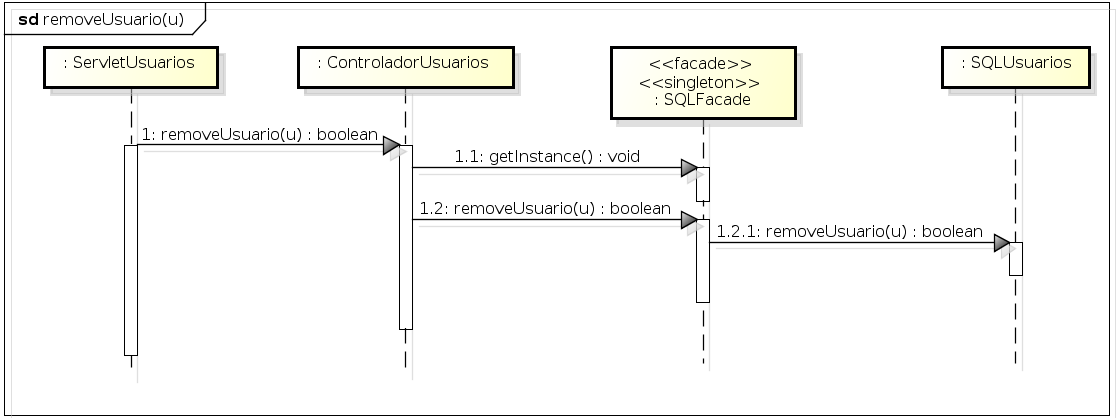 sd removeUsuario(u)
: ServletUsuarios
: ControladorUsuarios
<<facade>>
<<singleton>>
: SQLFacade
: SQLUsuarios
1: removeUsuario(u) : boolean
1.1: getInstance() : void
1.2: removeUsuario(u) : boolean
1.2.1: removeUsuario(u) : boolean